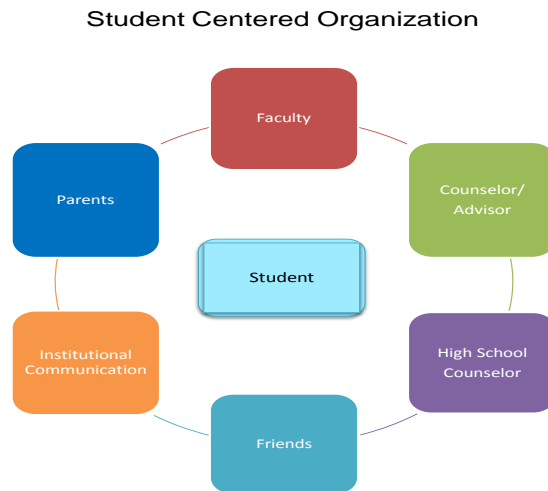 Student Centered Organization
Faculty
Parents
Counselor/
Advisor
Student
Institutional
Communication
High School
Counselor
Friends